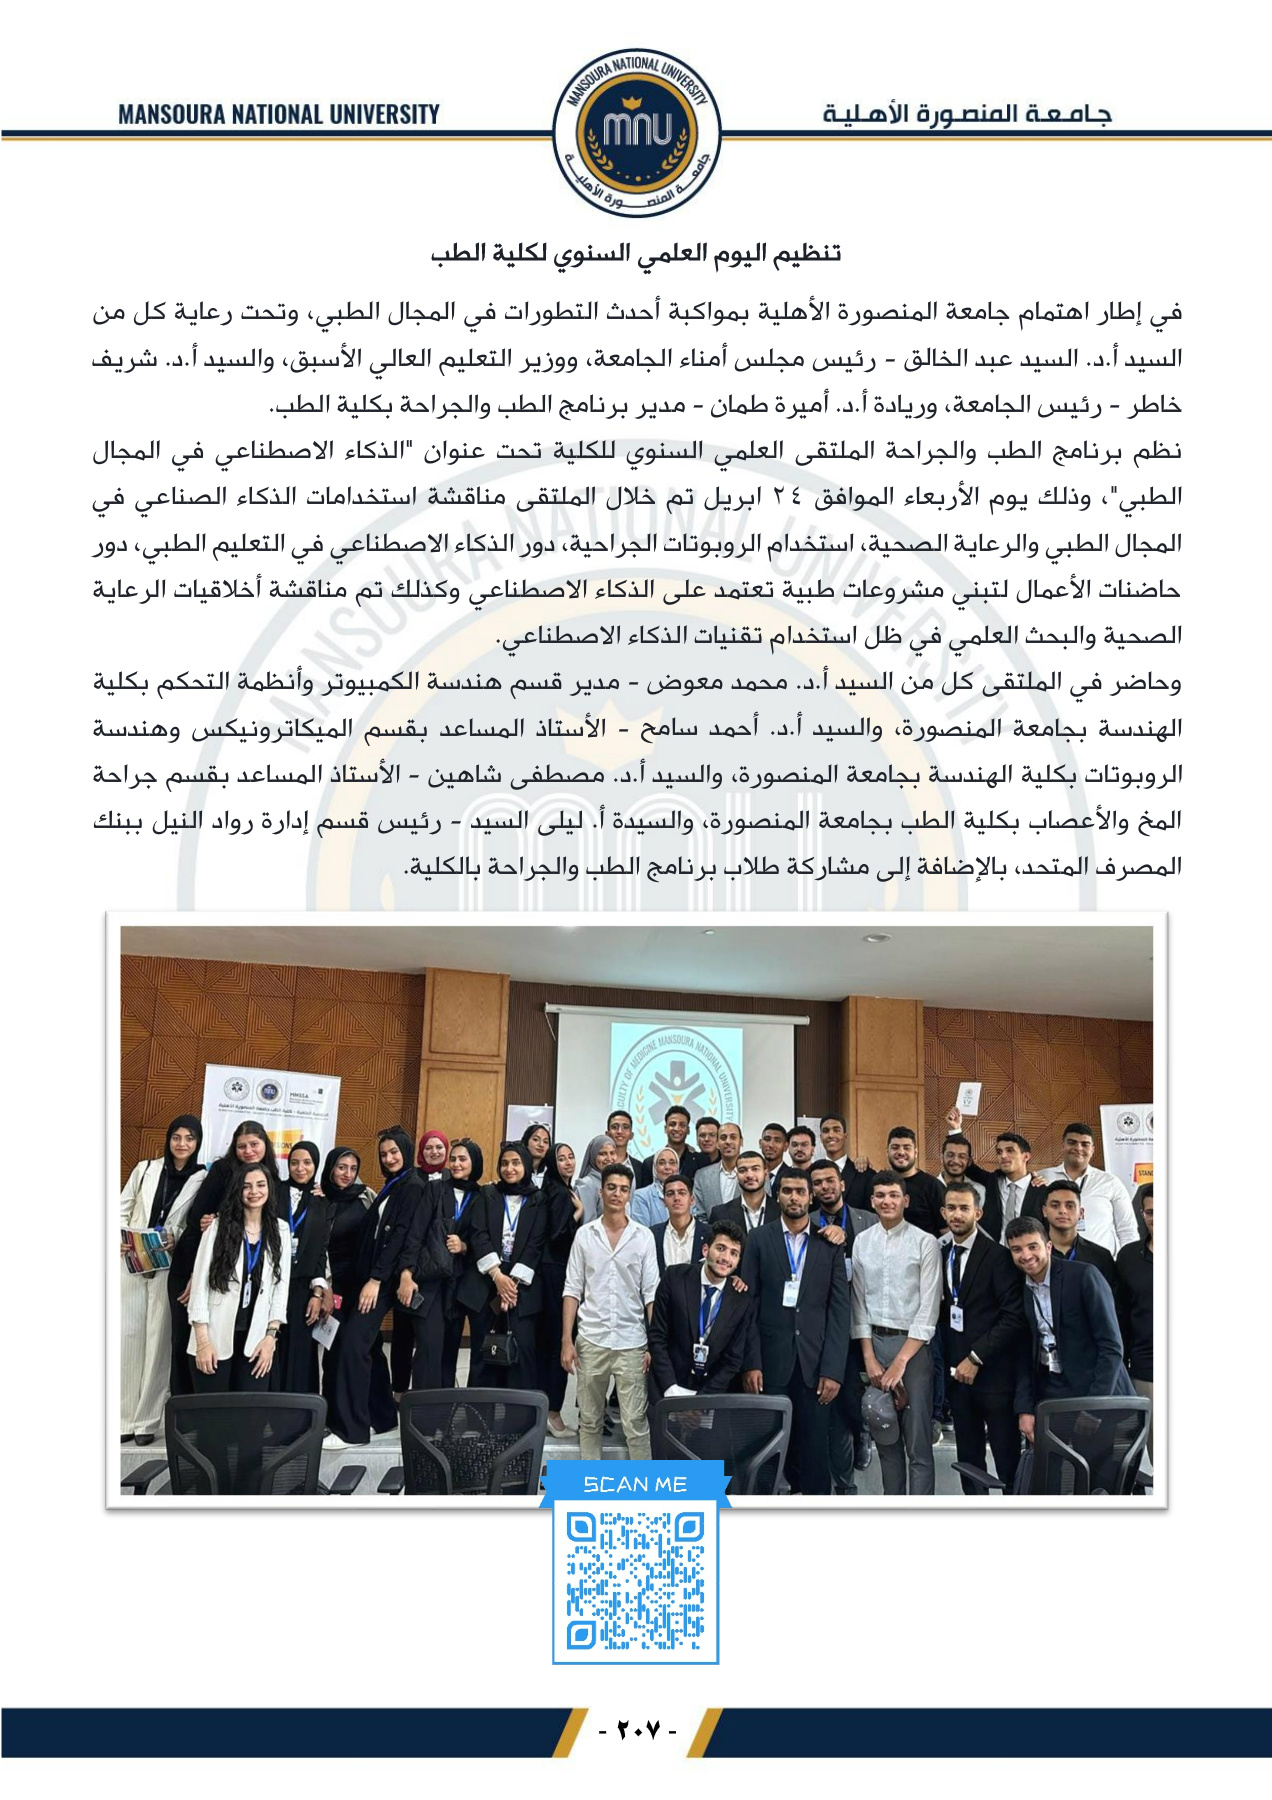 MANSOURA NATIONAL UNIVERSITY
جامعة المنصورة الأهلية
MANSOURA NATIONAL UNIVERSITY
mnu
جامعة المنصورة الأهلية
تنظيم اليوم العلمي السنوي لكلية الطب
في إطار اهتمام جامعة المنصورة الأهلية بمواكبة أحدث التطورات في المجال الطبي، وتحت رعاية كل من
السيد أ.د. السيد عبد الخالق - رئيس مجلس أمناء الجامعة، ووزير التعليم العالي الأسبق، والسيد أ.د. شريف
خاطر - رئيس الجامعة، وريادة أ.د. أميرة طمان - مدير برنامج الطب والجراحة بكلية الطب.
نظم برنامج الطب والجراحة الملتقى العلمي السنوي للكلية تحت عنوان "الذكاء الاصطناعي في المجال
الطبي"، وذلك يوم الأربعاء الموافق ٢٤ ابريل تم خلال الملتقى مناقشة استخدامات الذكاء الصناعي في
المجال الطبي والرعاية الصحية، استخدام الروبوتات الجراحية، دور الذكاء الاصطناعي في التعليم الطبي، دور
حاضنات الأعمال لتبني مشروعات طبية تعتمد على الذكاء الاصطناعي وكذلك تم مناقشة أخلاقيات الرعاية
الصحية والبحث العلمي في ظل استخدام تقنيات الذكاء الاصطناعي.
وحاضر في الملتقى كل من السيد أ.د. محمد معوض - مدير قسم هندسة الكمبيوتر وأنظمة التحكم بكلية
الهندسة بجامعة المنصورة، والسيد أ.د. أحمد سامح - الأستاذ المساعد بقسم الميكاترونيكس وهندسة
الروبوتات بكلية الهندسة بجامعة المنصورة، والسيد أ.د. مصطفى شاهين - الأستاذ المساعد بقسم جراحة
المخ والأعصاب بكلية الطب بجامعة المنصورة، والسيدة أ. ليلى السيد - رئيس قسم إدارة رواد النيل ببنك
المصرف المتحد، بالإضافة إلى مشاركة طلاب برنامج الطب والجراحة بالكلية.
MANSOURA NATIONAL UNIVERSITY
mnu
FACULTY OF MEDICINE MANSOURA NATIONAL UNIVERSITY
mnu
SCAN ME
- ٢٠٧ -